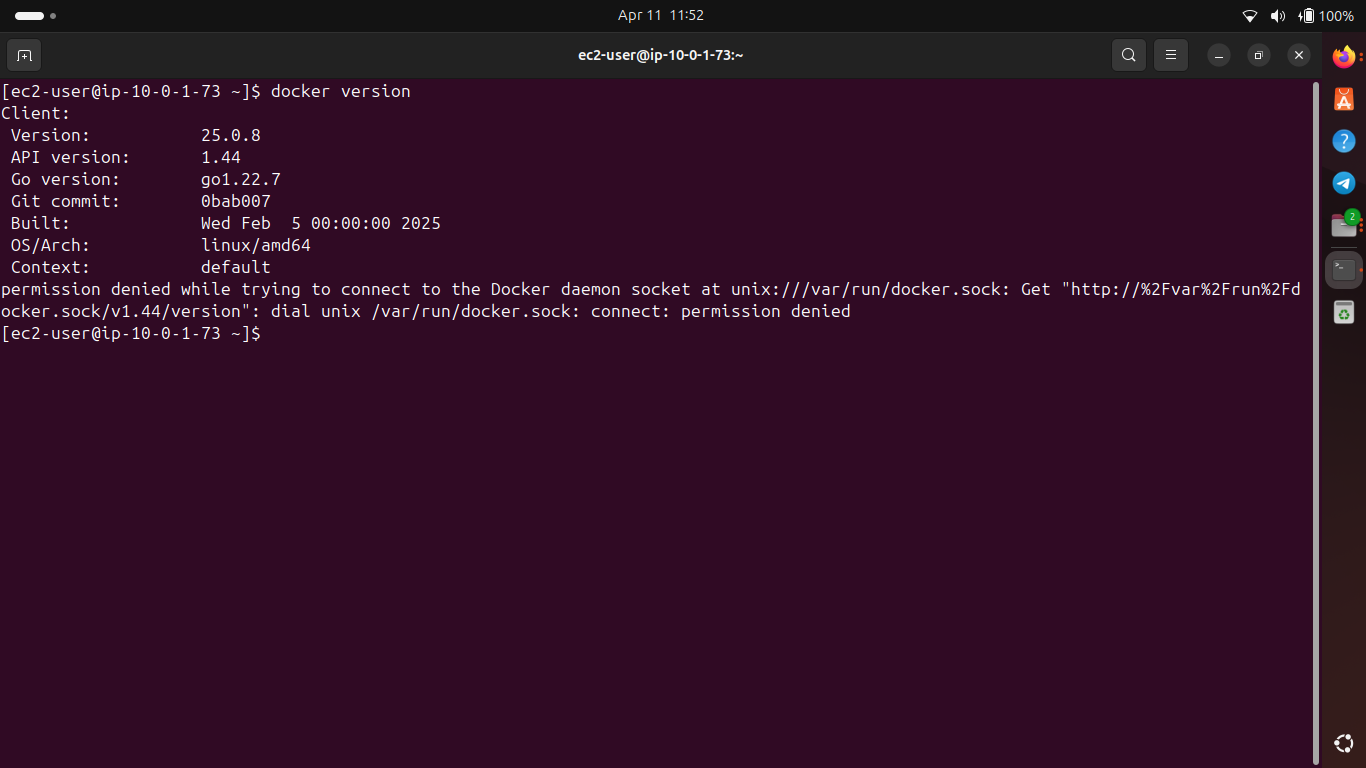 Apr 11 11:52
100%
ec2-user@ip-10-0-1-73:~
[ec2-user@ip-10-0-1-73 ~]$ docker version
Client:
 Version:           25.0.8
 API version:       1.44
 Go version:        go1.22.7
 Git commit:        0bab007
 Built:             Wed Feb  5 00:00:00 2025
 OS/Arch:           linux/amd64
 Context:           default
permission denied while trying to connect to the Docker daemon socket at unix:///var/run/docker.sock: Get "http://%2Fvar%2Frun%2Fd
ocker.sock/v1.44/version": dial unix /var/run/docker.sock: connect: permission denied
[ec2-user@ip-10-0-1-73 ~]$
2